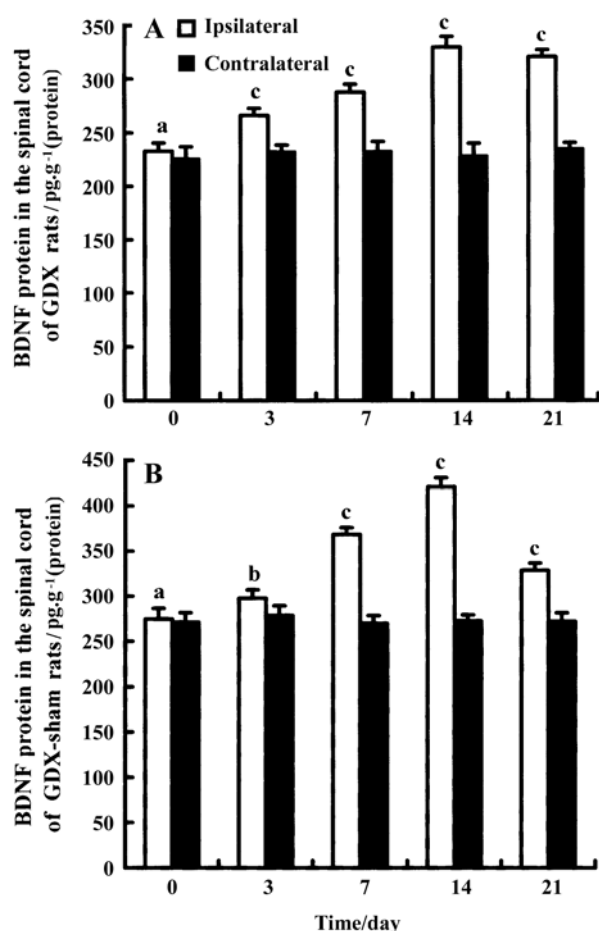 A
Ipsilateral
Contralateral
BDNF protein in the spinal cord
of GDX rats/pg.g⁻¹(protein)
350
300
250
200
150
100
50
0
a
c
c
c
c
0 3 7 14 21
B
BDNF protein in the spinal cord
of GDX-sham rats/pg.g⁻¹(protein)
450
400
350
300
250
200
150
100
50
0
a
b
c
c
c
0 3 7 14 21
Time/day